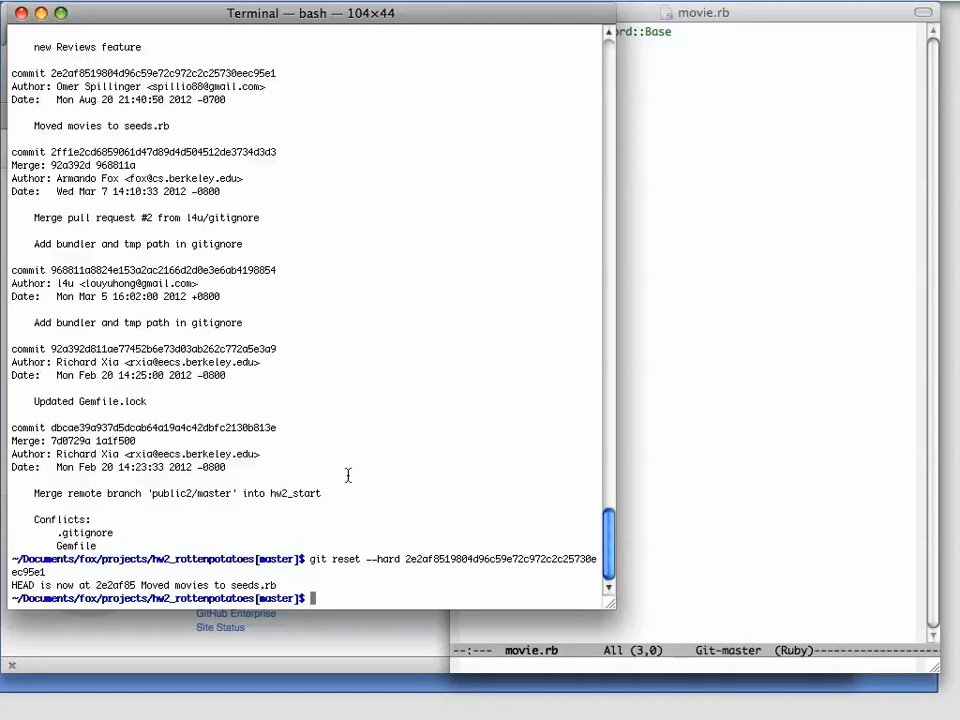 Terminal — bash — 104×44
movie.rb
new Reviews feature
ord::Base
commit 2e2af8519804d96c59e72c972c2c25730eec95e1
Author: Omer Spillinger <spillio88@gmail.com>
Date:   Mon Aug 20 21:40:50 2012 -0700
Moved movies to seeds.rb
commit 2ff1e2cd6859061d47d89d4d504512de3734d3d3
Merge: 92a392d 968811a
Author: Armando Fox <fox@cs.berkeley.edu>
Date:   Wed Mar 7 14:10:33 2012 -0800
Merge pull request #2 from l4u/gitignore
Add bundler and tmp path in gitignore
commit 968811a8824e153a2ac2166d2d0e3e6ab4198854
Author: l4u <louyuhong@gmail.com>
Date:   Mon Mar 5 16:02:00 2012 +0800
Add bundler and tmp path in gitignore
commit 92a392d811ae77452b6e73d03ab262c772a5e3a9
Author: Richard Xia <rxia@eecs.berkeley.edu>
Date:   Mon Feb 20 14:25:00 2012 -0800
Updated Gemfile.lock
commit dbcae39a937d5dcab64a19a4c42dbfc2130b813e
Merge: 7d0729a 1a1f500
Author: Richard Xia <rxia@eecs.berkeley.edu>
Date:   Mon Feb 20 14:23:33 2012 -0800
Merge remote branch 'public2/master' into hw2_start
Conflicts:
.gitignore
Gemfile
~/Documents/fox/projects/hw2_rottenpotatoes[master]$ git reset --hard 2e2af8519804d96c59e72c972c2c25730e
ec95e1
HEAD is now at 2e2af85 Moved movies to seeds.rb
~/Documents/fox/projects/hw2_rottenpotatoes[master]$
GitHub Enterprise
Site Status
--:---  movie.rb      All (3,0)     Git-master  (Ruby)------------------